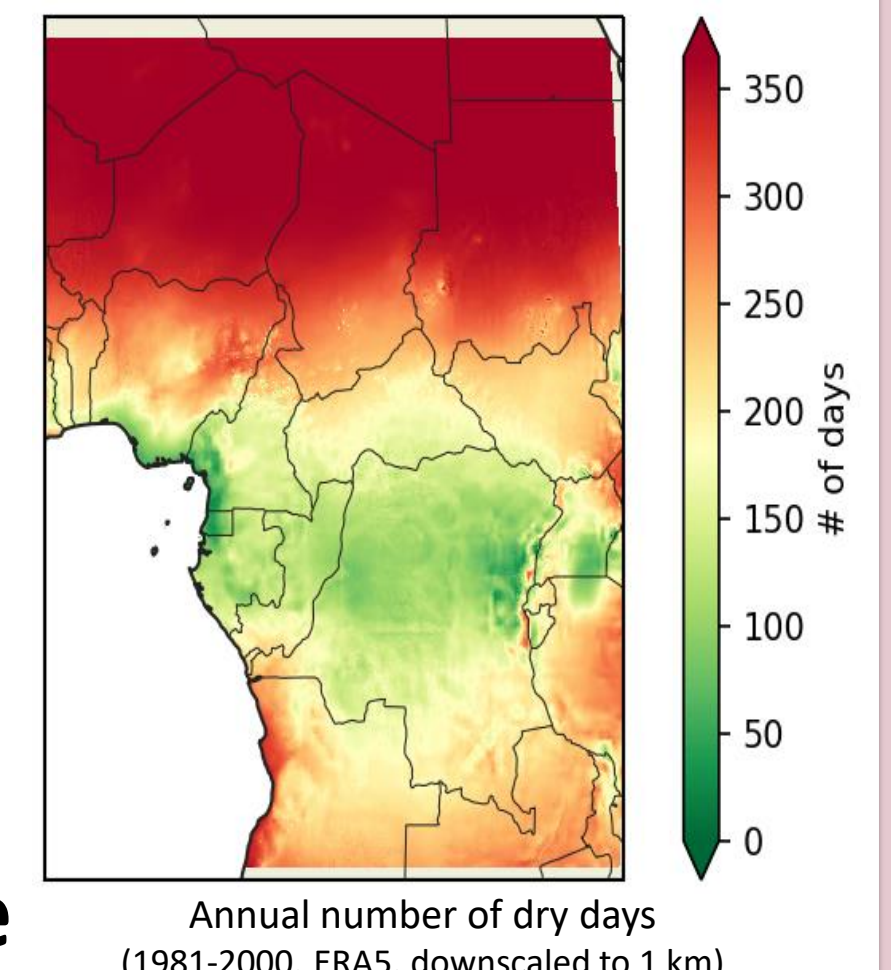 350
300
250
200
150
100
50
0
# of days
e
Annual number of dry days
(1981-2000, ERA5, downscaled to 1 km)